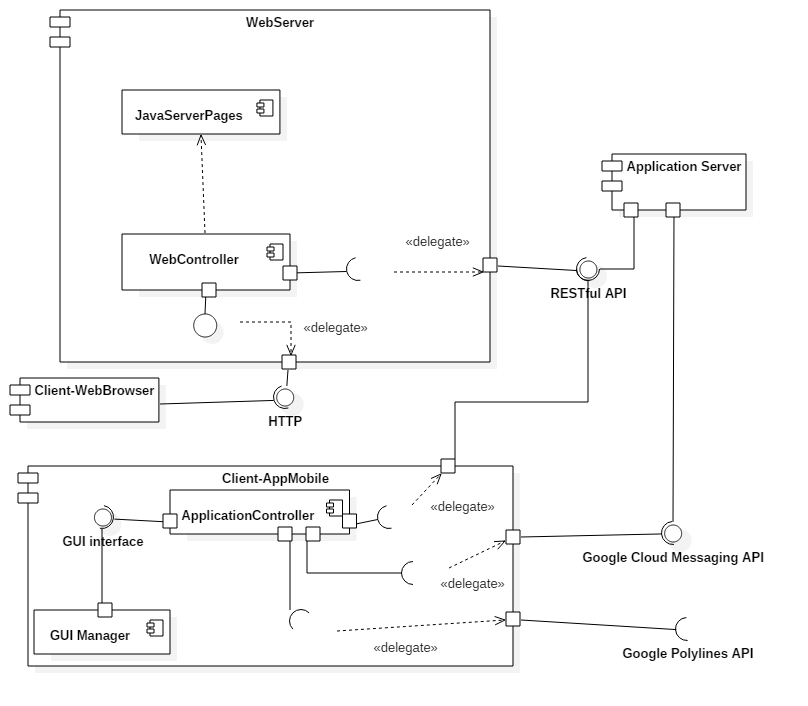 WebServer
JavaServerPages
Application Server
«delegate»
WebController
RESTful API
«delegate»
Client-WebBrowser
HTTP
Client-AppMobile
«delegate»
ApplicationController
GUI interface
Google Cloud Messaging API
«delegate»
GUI Manager
«delegate»
Google Polylines API